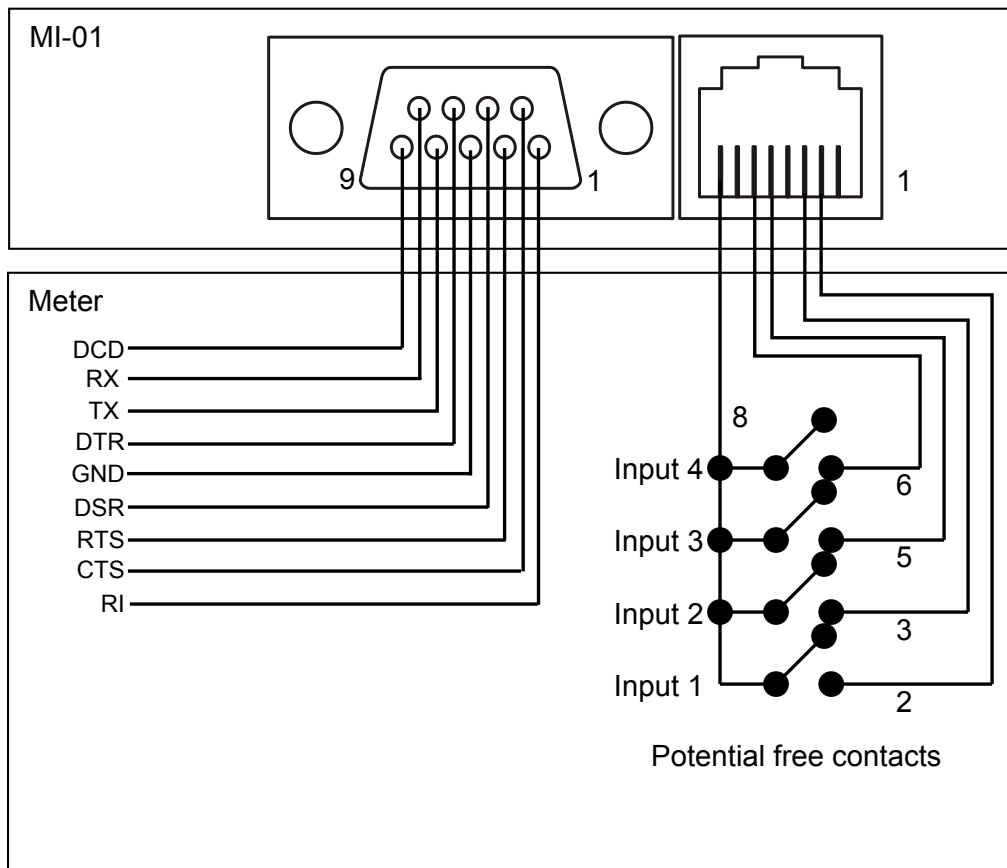 MI-01
9
1
1
Meter
DCD
RX
TX
DTR
GND
DSR
RTS
CTS
RI
8
Input 4
6
Input 3
5
Input 2
3
Input 1
2
Potential free contacts